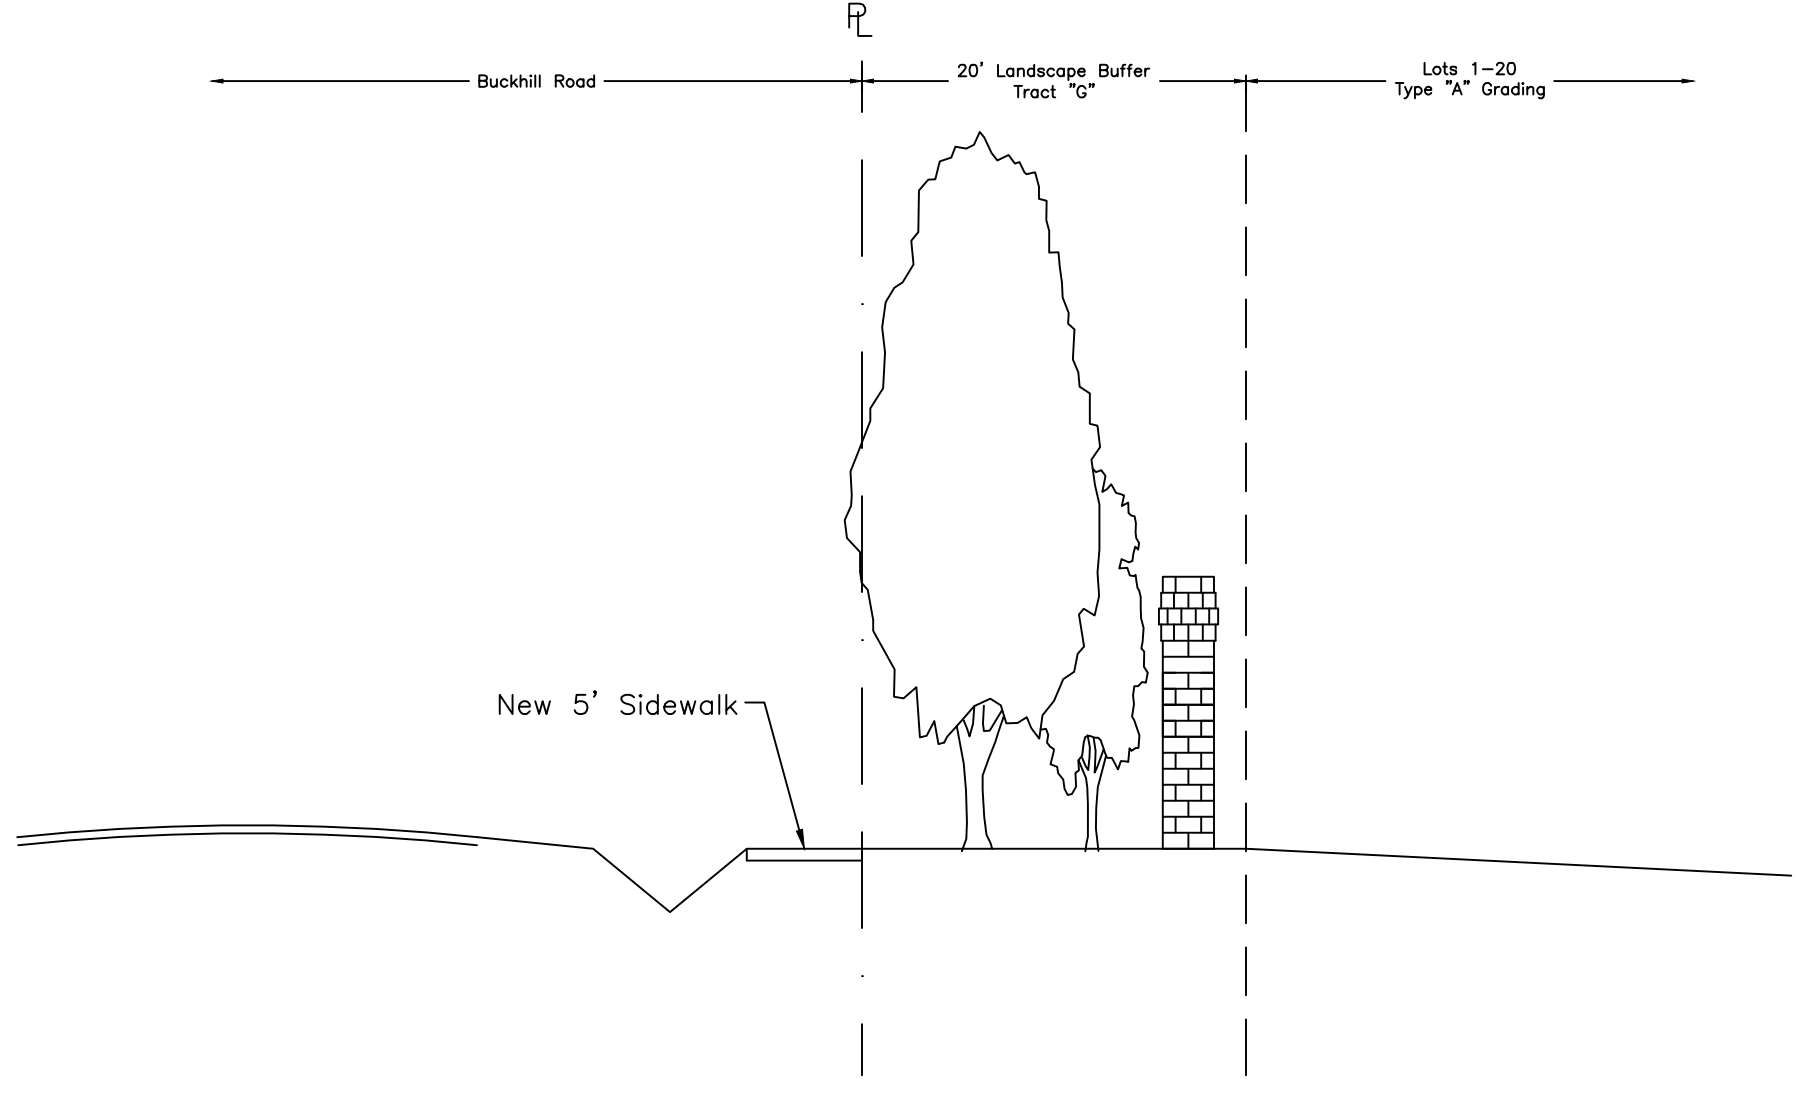 PL
Buckhill Road
20' Landscape Buffer
Tract "G"
Lots 1-20
Type "A" Grading
New 5' Sidewalk